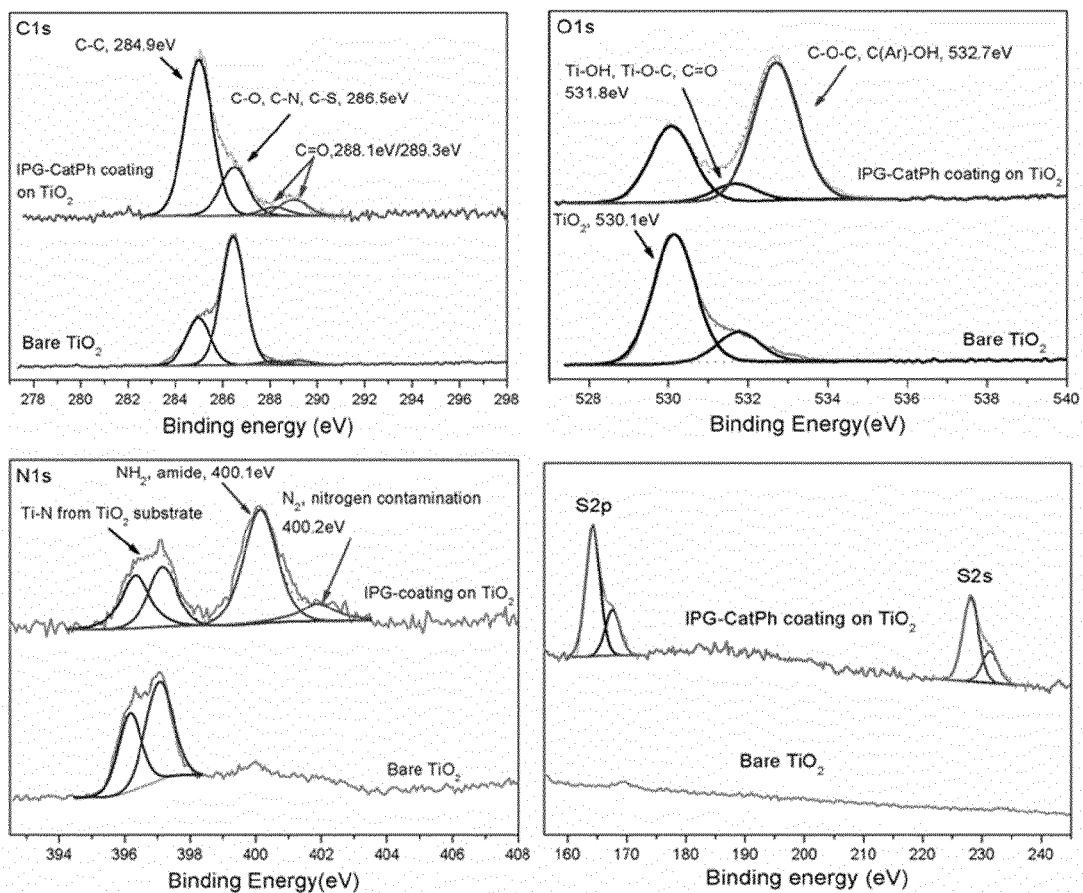 C1s
C-C, 284.9eV
C-O, C-N, C-S, 286.5eV
C=O,288.1eV/289.3eV
IPG-CatPh coating
on TiO₂
Bare TiO₂
278 280 282 284 286 288 290 292 294 296 298
Binding energy (eV)
O1s
C-O-C, C(Ar)-OH, 532.7eV
Ti-OH, Ti-O-C, C=O
531.8eV
IPG-CatPh coating on TiO₂
TiO₂, 530.1eV
Bare TiO₂
528 530 532 534 536 538 540
Binding Energy(eV)
N1s
NH₂, amide, 400.1eV
N₂, nitrogen contamination
400.2eV
Ti-N from TiO₂ substrate
IPG-coating on TiO₂
Bare TiO₂
394 396 398 400 402 404 406 408
Binding Energy(eV)
S2p
S2s
IPG-CatPh coating on TiO₂
Bare TiO₂
160 170 180 190 200 210 220 230 240
Binding energy (eV)